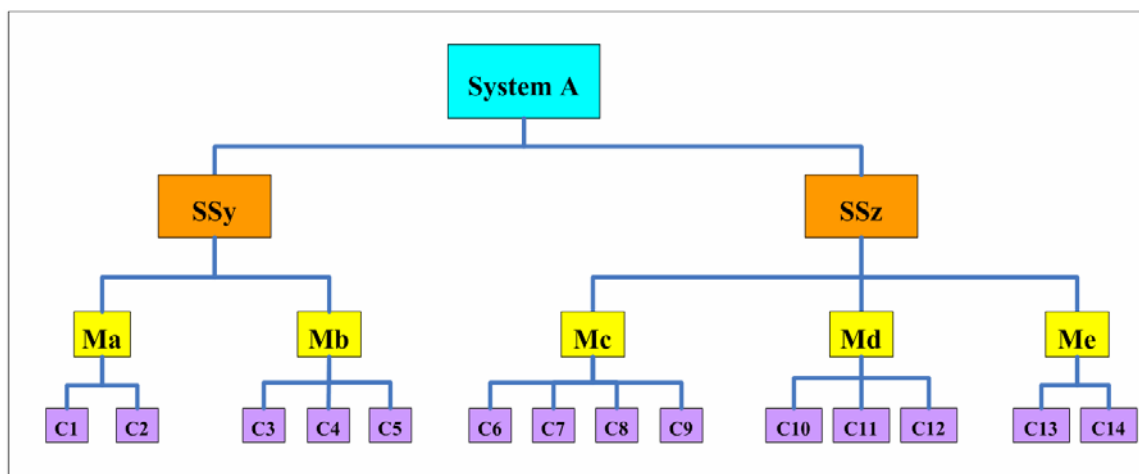 System A
SSy SSz
Ma Mb Mc Md Me
C1 C2 C3 C4 C5 C6 C7 C8 C9 C10 C11 C12 C13 C14